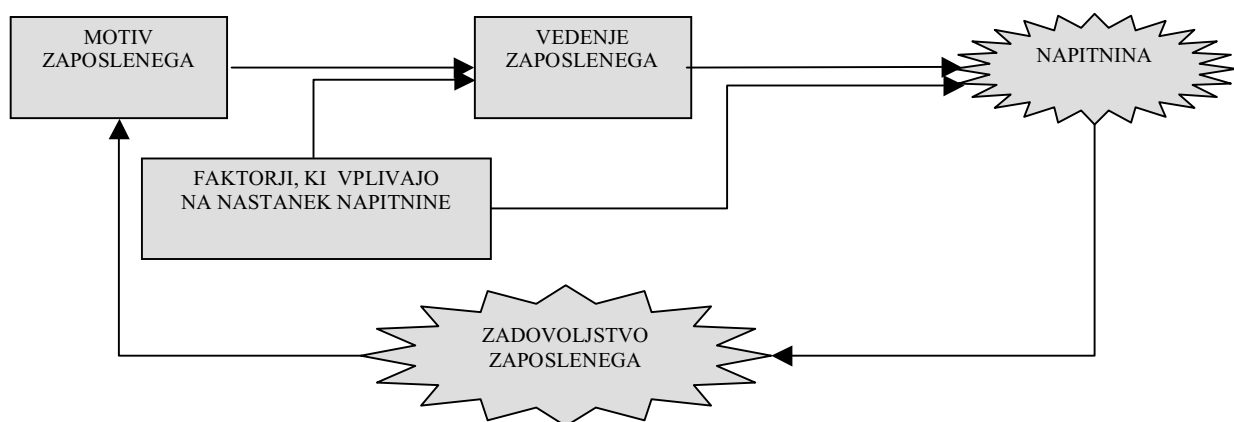 MOTIV
ZAPOSLENEGA
VEDENJE
ZAPOSLENEGA
NAPITNINA
FAKTORJI, KI VPLIVAJO
NA NASTANEK NAPITNINE
ZADOVOLJSTVO
ZAPOSLENEGA